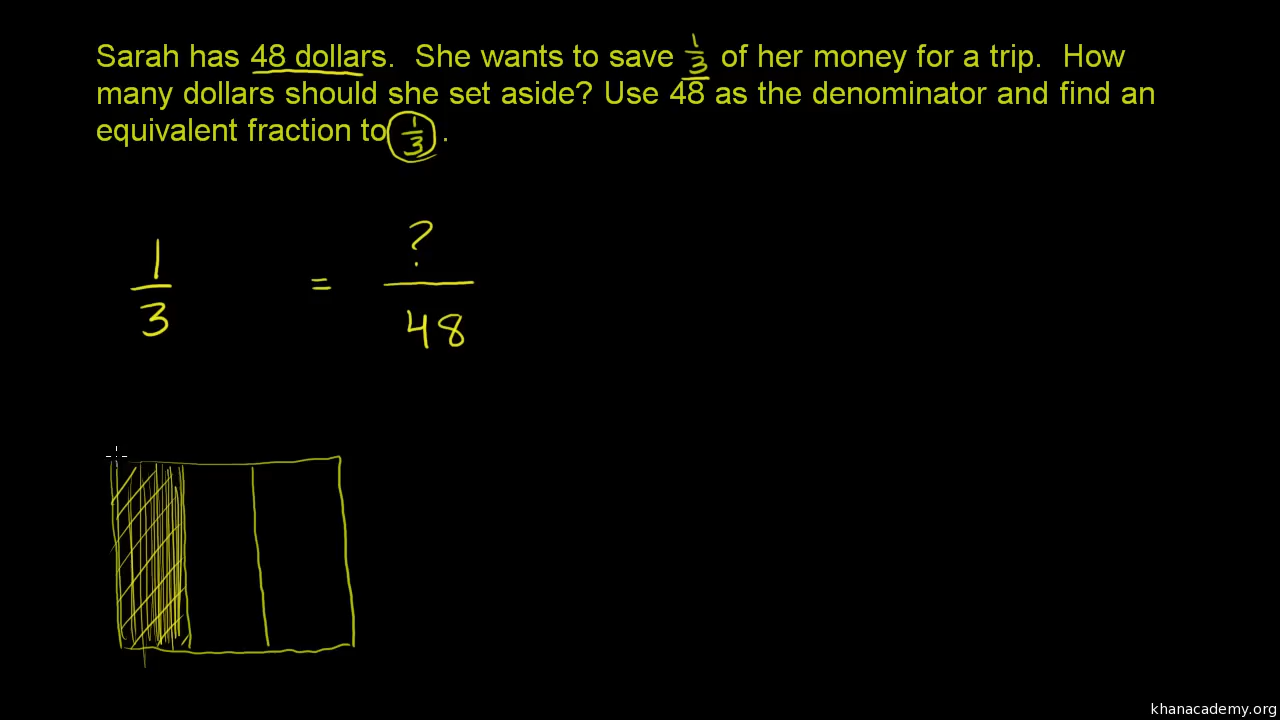 Sarah has 48 dollars. She wants to save 1/3 of her money for a trip. How
many dollars should she set aside? Use 48 as the denominator and find an
equivalent fraction to 1/3.
1/3 = ?/48
khanacademy.org